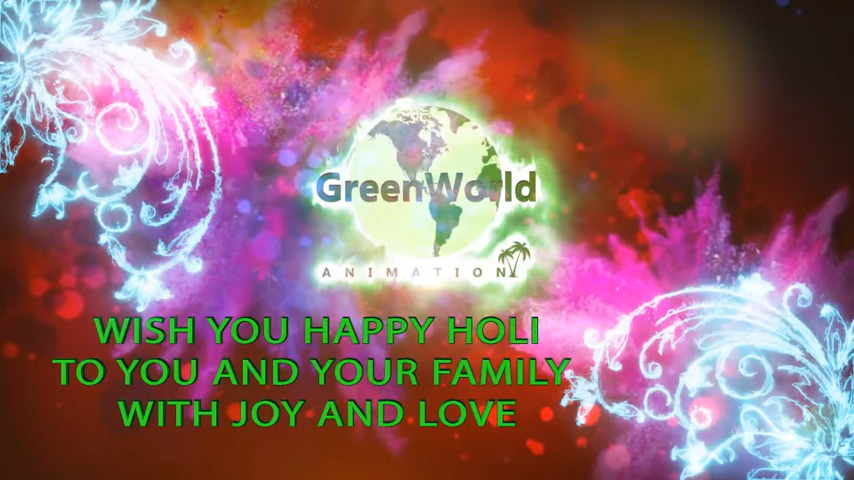 GreenWorld
ANIMATION
WISH YOU HAPPY HOLI
TO YOU AND YOUR FAMILY
WITH JOY AND LOVE